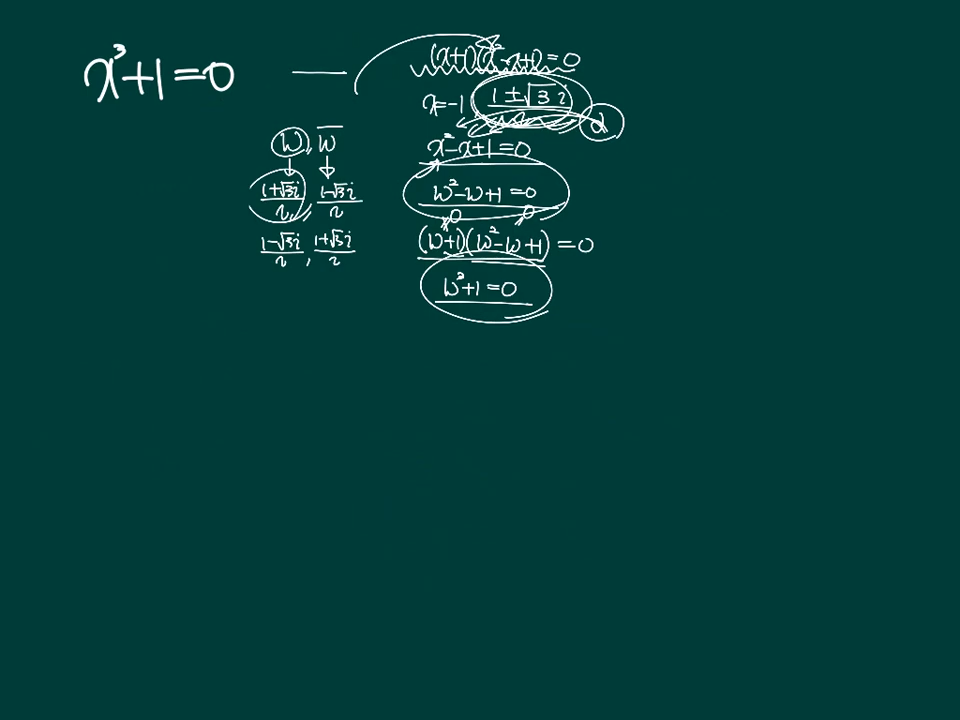 x³+1=0
(x+1)(x²-x+1)=0
x=-1 1±√3 i
2
x²-x+1=0
ω, ω̅
ω²-ω+1=0
(1+√3i)/2, (1-√3i)/2
0 0
(ω+1)(ω²-ω+1)=0
(1-√3i)/2, (1+√3i)/2
ω³+1=0